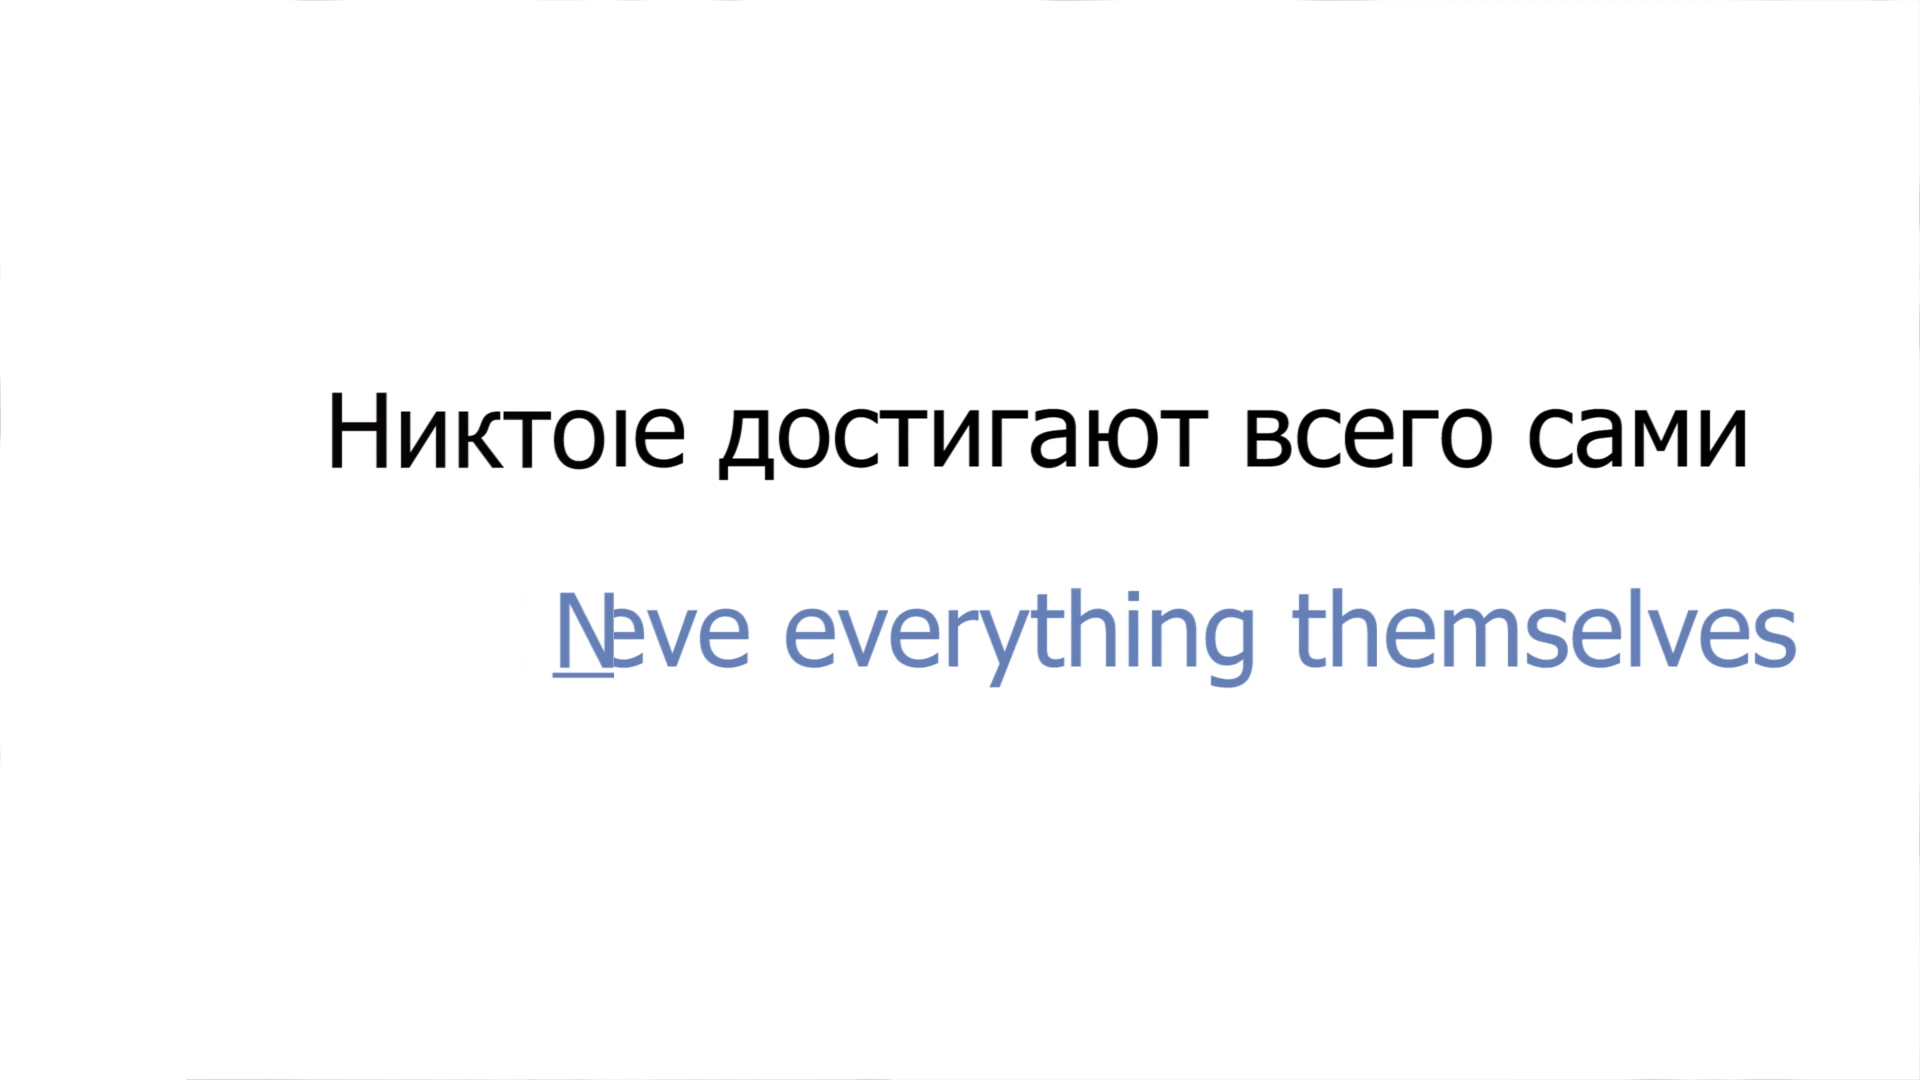 Никтоıе достигают всего сами
Neve everything themselves